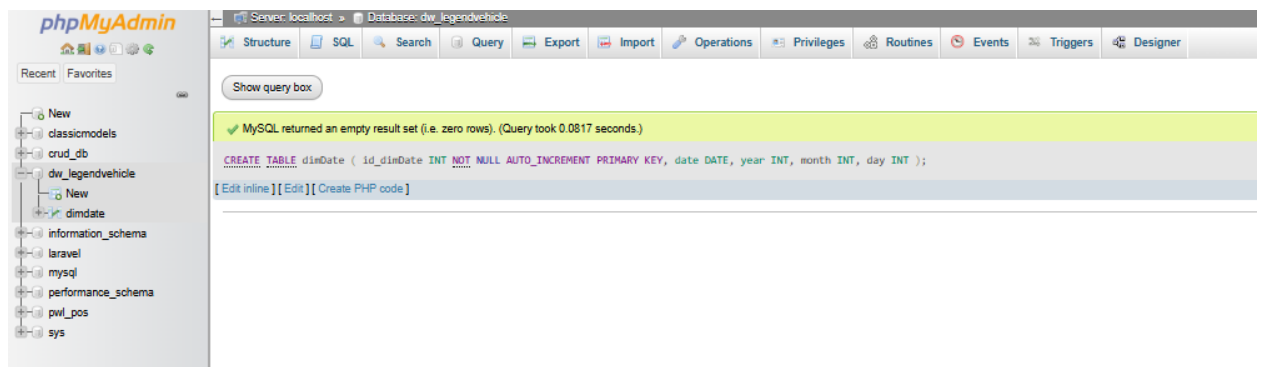 phpMyAdmin
Recent Favorites
New
classicmodels
crud_db
dw_legendvehicle
New
dimdate
information_schema
laravel
mysql
performance_schema
pwl_pos
sys
Server: localhost » Database: dw_legendvehicle
Structure SQL Search Query Export Import Operations Privileges Routines Events Triggers Designer
Show query box
MySQL returned an empty result set (i.e. zero rows). (Query took 0.0817 seconds.)
CREATE TABLE dimDate ( id_dimDate INT NOT NULL AUTO_INCREMENT PRIMARY KEY, date DATE, year INT, month INT, day INT );
[ Edit inline ] [ Edit ] [ Create PHP code ]